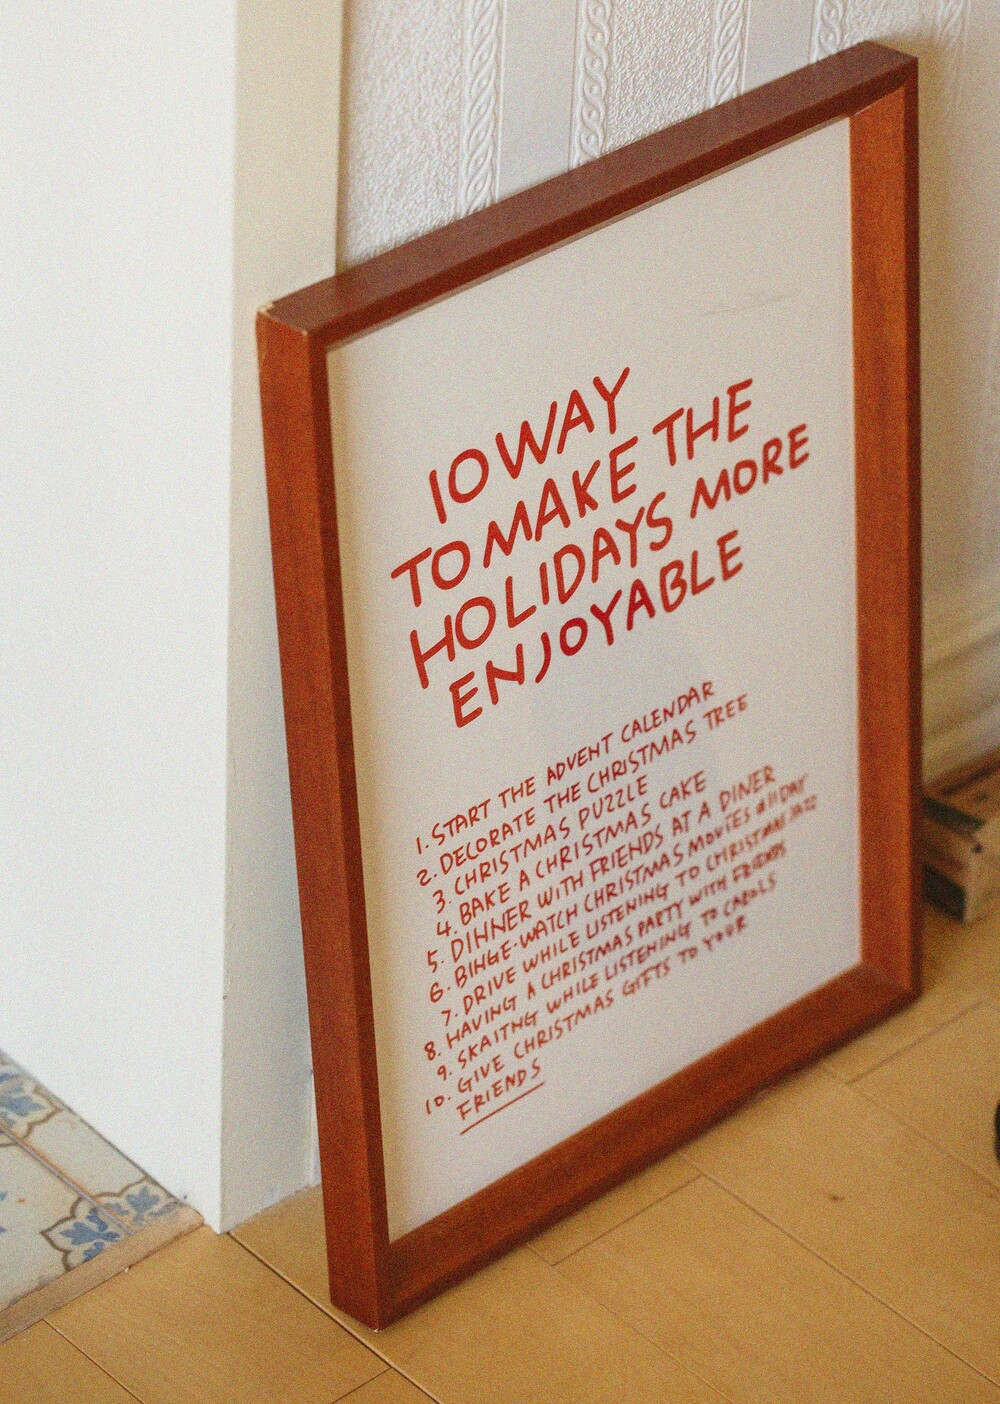 10 WAY
TO MAKE THE
HOLIDAYS MORE
ENJOYABLE
1. START THE ADVENT CALENDAR
2. DECORATE THE CHRISTMAS TREE
3. CHRISTMAS PUZZLE
4. BAKE A CHRISTMAS CAKE
5. DIHNER WITH FRIENDS AT A DINER
6. BIHGE-WATCH CHRISTMAS MOVIES all DAY
7. DRIVE WHILE LISTENING TO CHRISTMAS JAZZ
8. HAVING A CHRISTMAS PARTY WITH FRIENDS
9. SKAITNG WHILE LISTENING TO CAROLS
10. GIVE CHRISTMAS GIFTS TO YOUR
FRIENDS